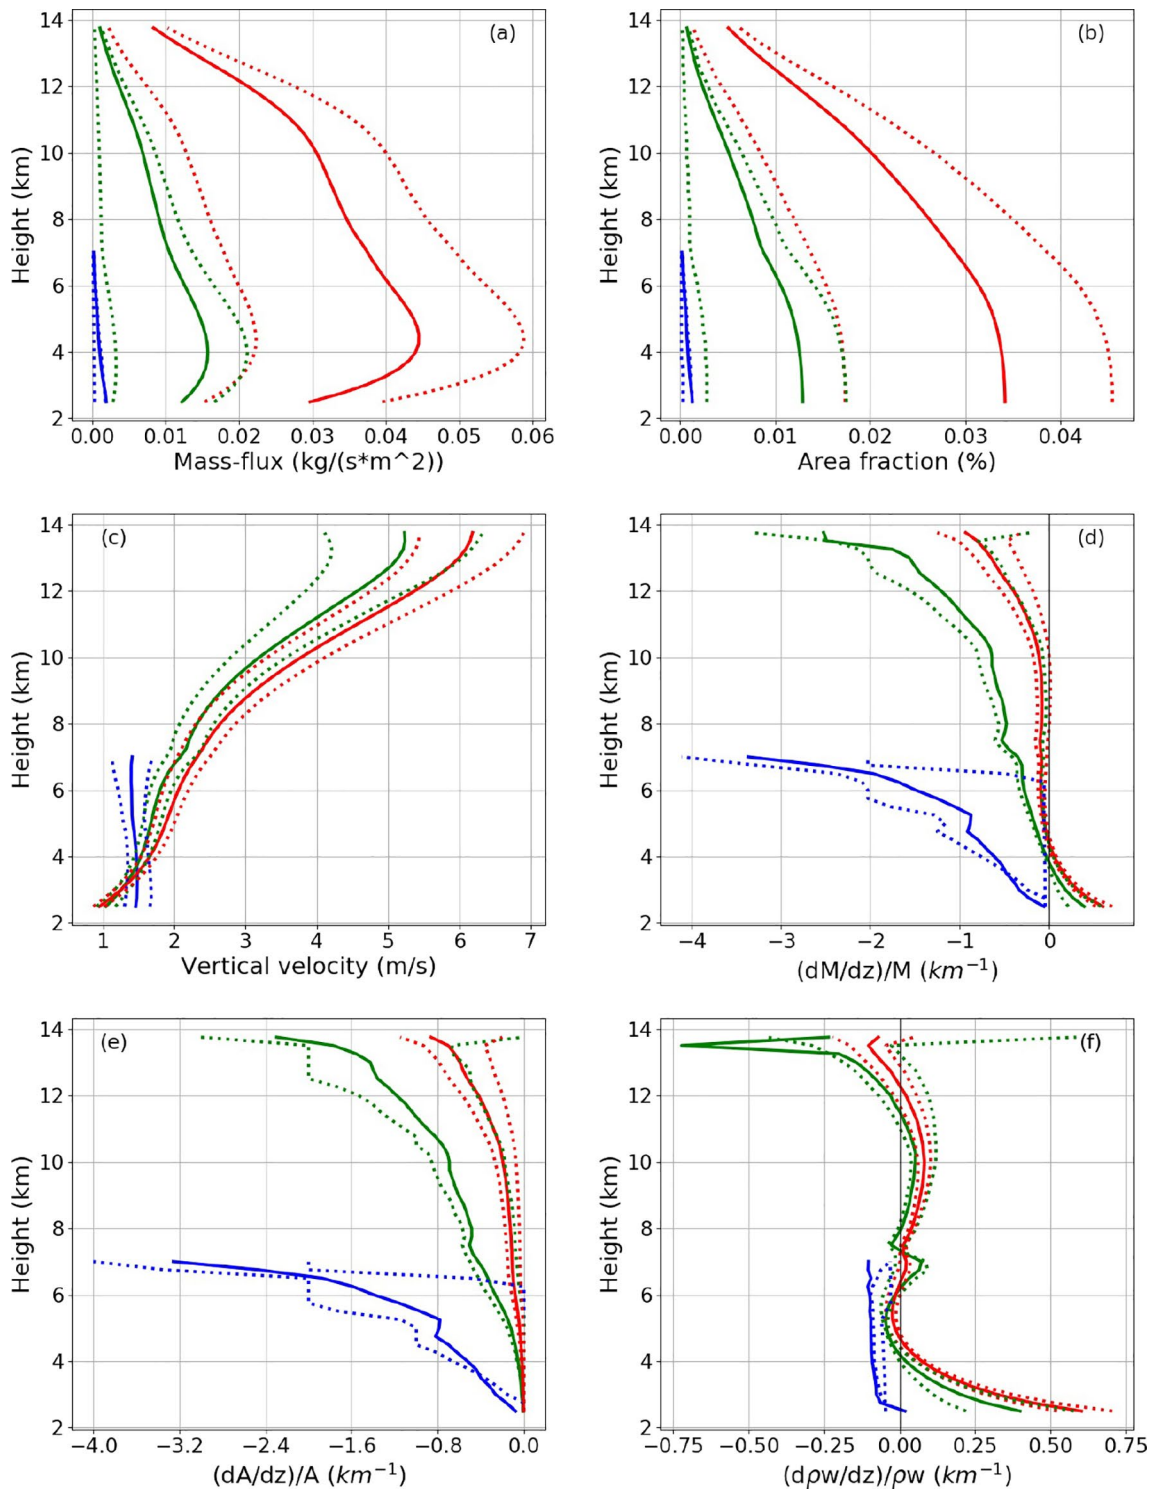 14
12
10
8
6
4
2
Height (km)
(a)
0.00 0.01 0.02 0.03 0.04 0.05 0.06
Mass-flux (kg/(s*m^2))
14
12
10
8
6
4
2
Height (km)
(b)
0.00 0.01 0.02 0.03 0.04
Area fraction (%)
14
12
10
8
6
4
2
Height (km)
(c)
1 2 3 4 5 6 7
Vertical velocity (m/s)
14
12
10
8
6
4
2
Height (km)
(d)
−4 −3 −2 −1 0
(dM/dz)/M (km⁻¹)
14
12
10
8
6
4
2
Height (km)
(e)
−4.0 −3.2 −2.4 −1.6 −0.8 0.0
(dA/dz)/A (km⁻¹)
14
12
10
8
6
4
2
Height (km)
(f)
−0.75 −0.50 −0.25 0.00 0.25 0.50 0.75
(dρw/dz)/ρw (km⁻¹)